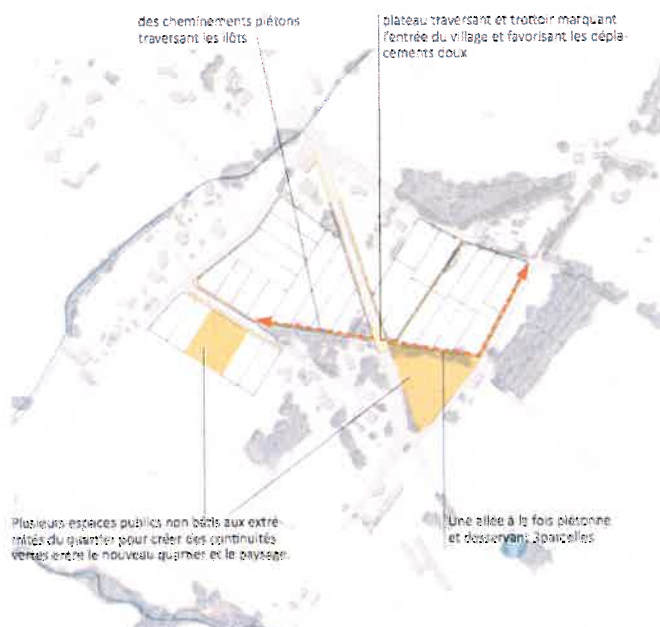 des cheminements piétons
traversant les ilôts
plateau traversant et trottoir marquant
l'entrée du village et favorisant les dépla-
cements doux
Plusieurs espaces publics non bâtis aux extré-
mités du quartier pour créer des continuités
vertes entre le nouveau quartier et le paysage.
Une allée à la fois piétonne
et desservant 3parcelles